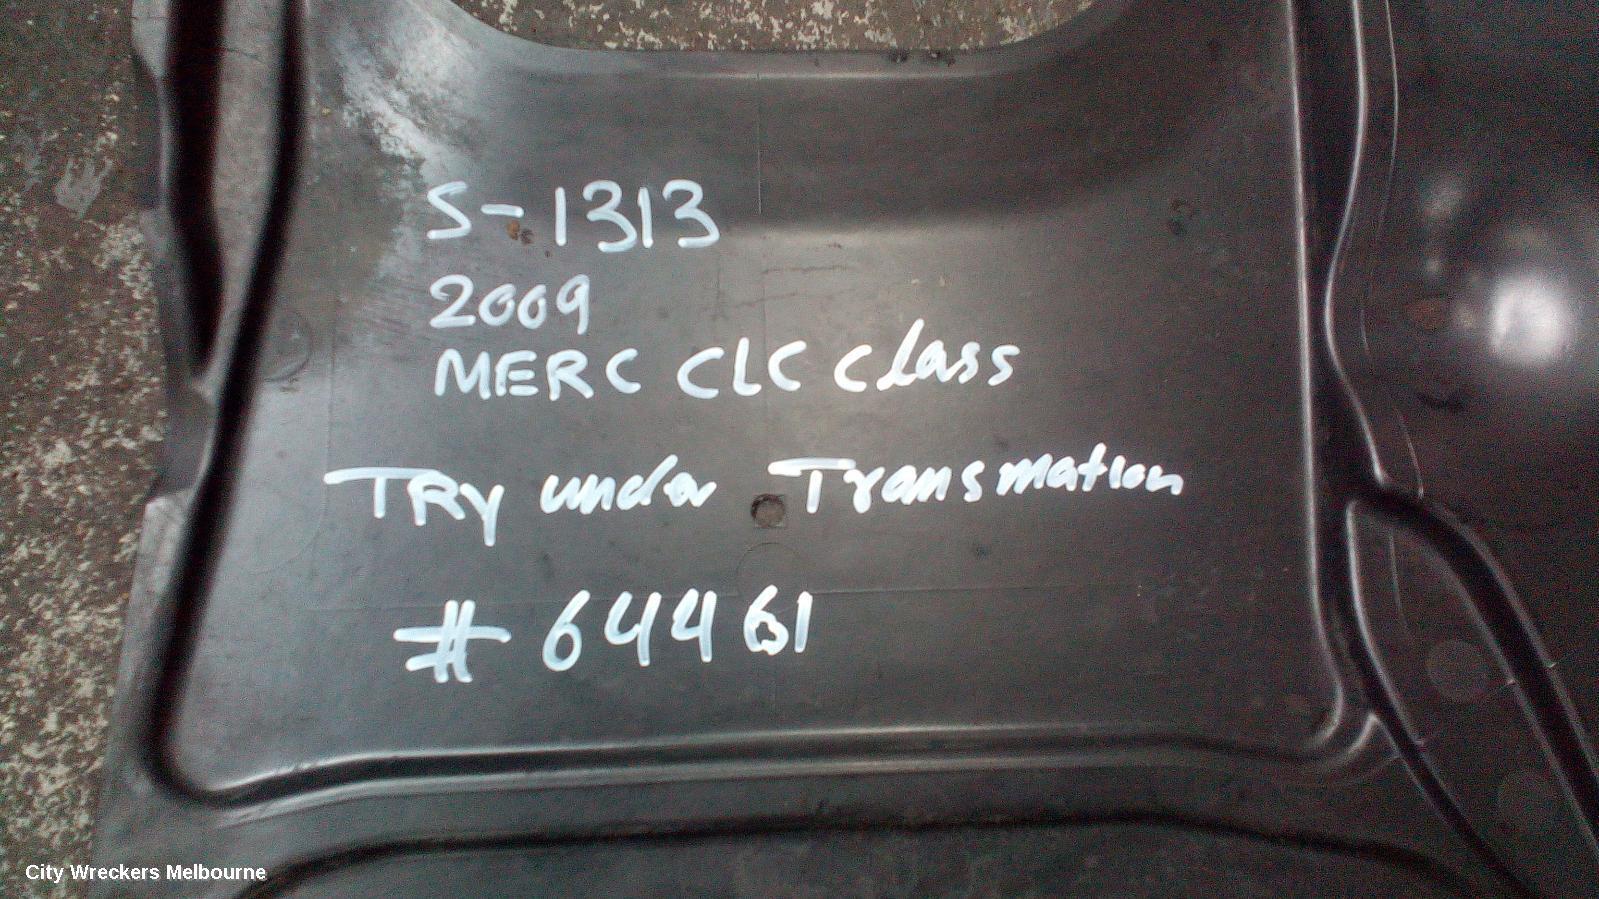 S-1313
2009
MERC CLC Class
TRY under Transmation
# 64461
City Wreckers Melbourne